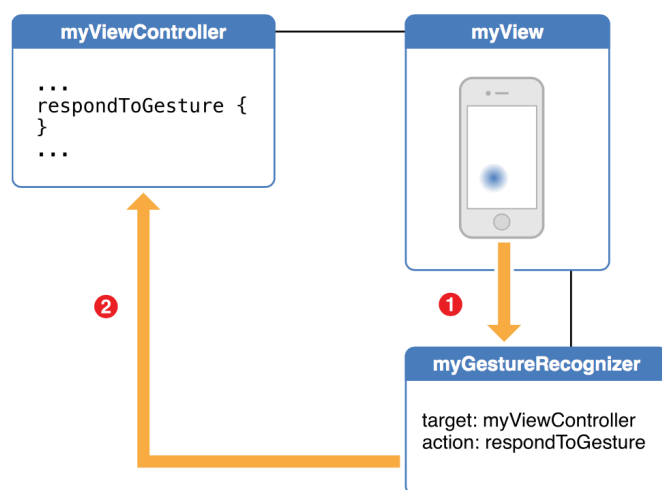 myViewController
...
respondToGesture {
}
...
myView
1
2
myGestureRecognizer
target: myViewController
action: respondToGesture